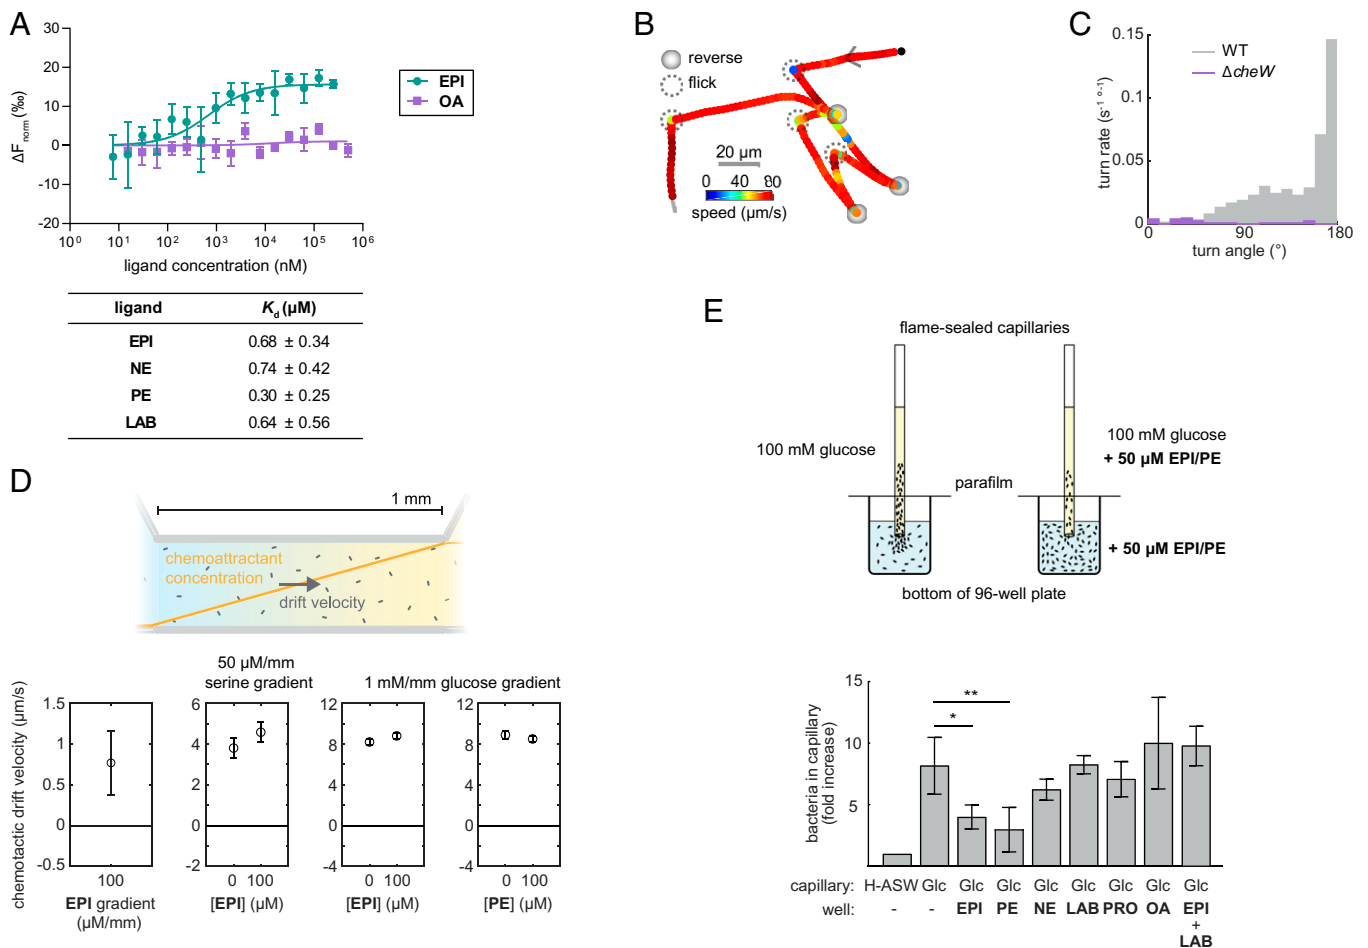 A
30
20
10
0
-10
-20
ΔF norm (‰)
10⁰ 10¹ 10² 10³ 10⁴ 10⁵ 10⁶
ligand concentration (nM)
EPI
OA
ligand K d (µM)
EPI 0.68 ± 0.34
NE 0.74 ± 0.42
PE 0.30 ± 0.25
LAB 0.64 ± 0.56
B
reverse
flick
20 µm
0 40 80
speed (µm/s)
C
0.15
0.1
0.05
0
turn rate (s⁻¹ °⁻¹)
WT
ΔcheW
0 90 180
turn angle (°)
D
1 mm
chemoattractant
concentration
drift velocity
chemotactic drift velocity (µm/s)
1.5
1
0.5
0
-0.5
100
EPI gradient
(µM/mm)
50 µM/mm
serine gradient
6
4
2
0
-2
0 100
[EPI] (µM)
1 mM/mm glucose gradient
12
8
4
0
-4
0 100
[EPI] (µM)
12
8
4
0
-4
0 100
[PE] (µM)
E
flame-sealed capillaries
100 mM glucose
100 mM glucose
+ 50 µM EPI/PE
parafilm
+ 50 µM EPI/PE
bottom of 96-well plate
15
10
5
bacteria in capillary
(fold increase)
**
*
capillary: H-ASW Glc Glc Glc Glc Glc Glc Glc Glc
well: - - EPI PE NE LAB PRO OA EPI
+
LAB